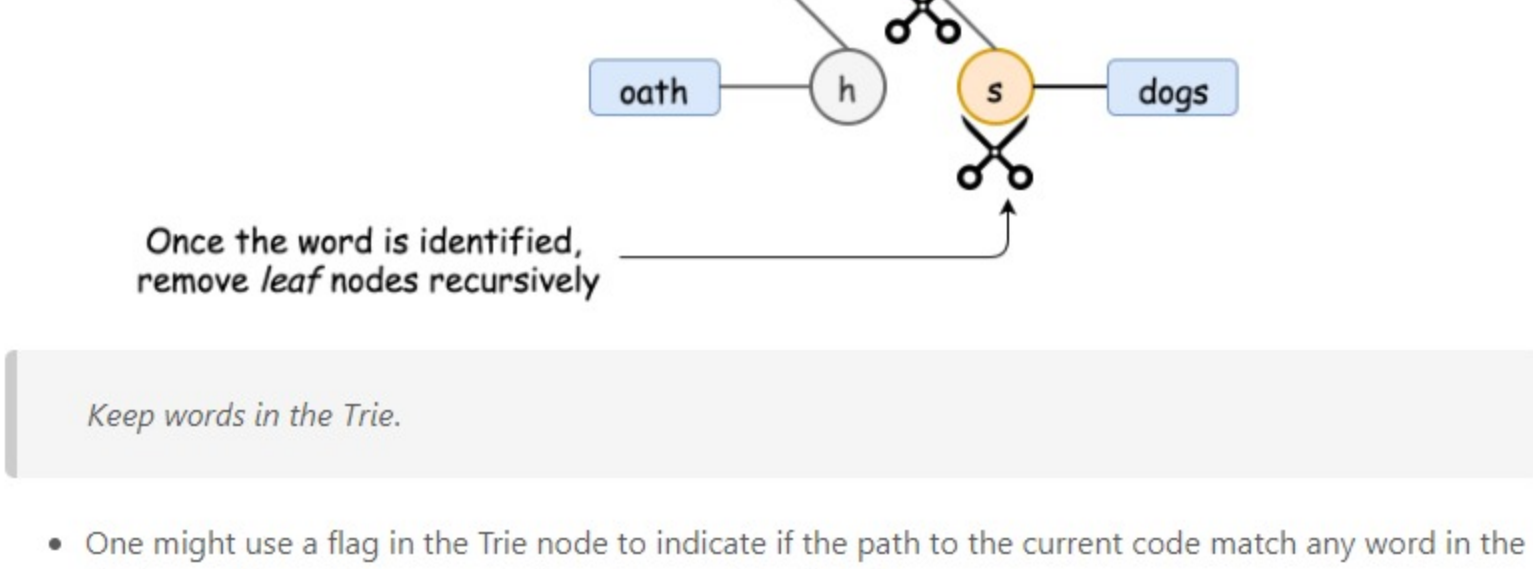 oath h s dogs
Once the word is identified,
remove leaf nodes recursively
Keep words in the Trie.
• One might use a flag in the Trie node to indicate if the path to the current code match any word in the